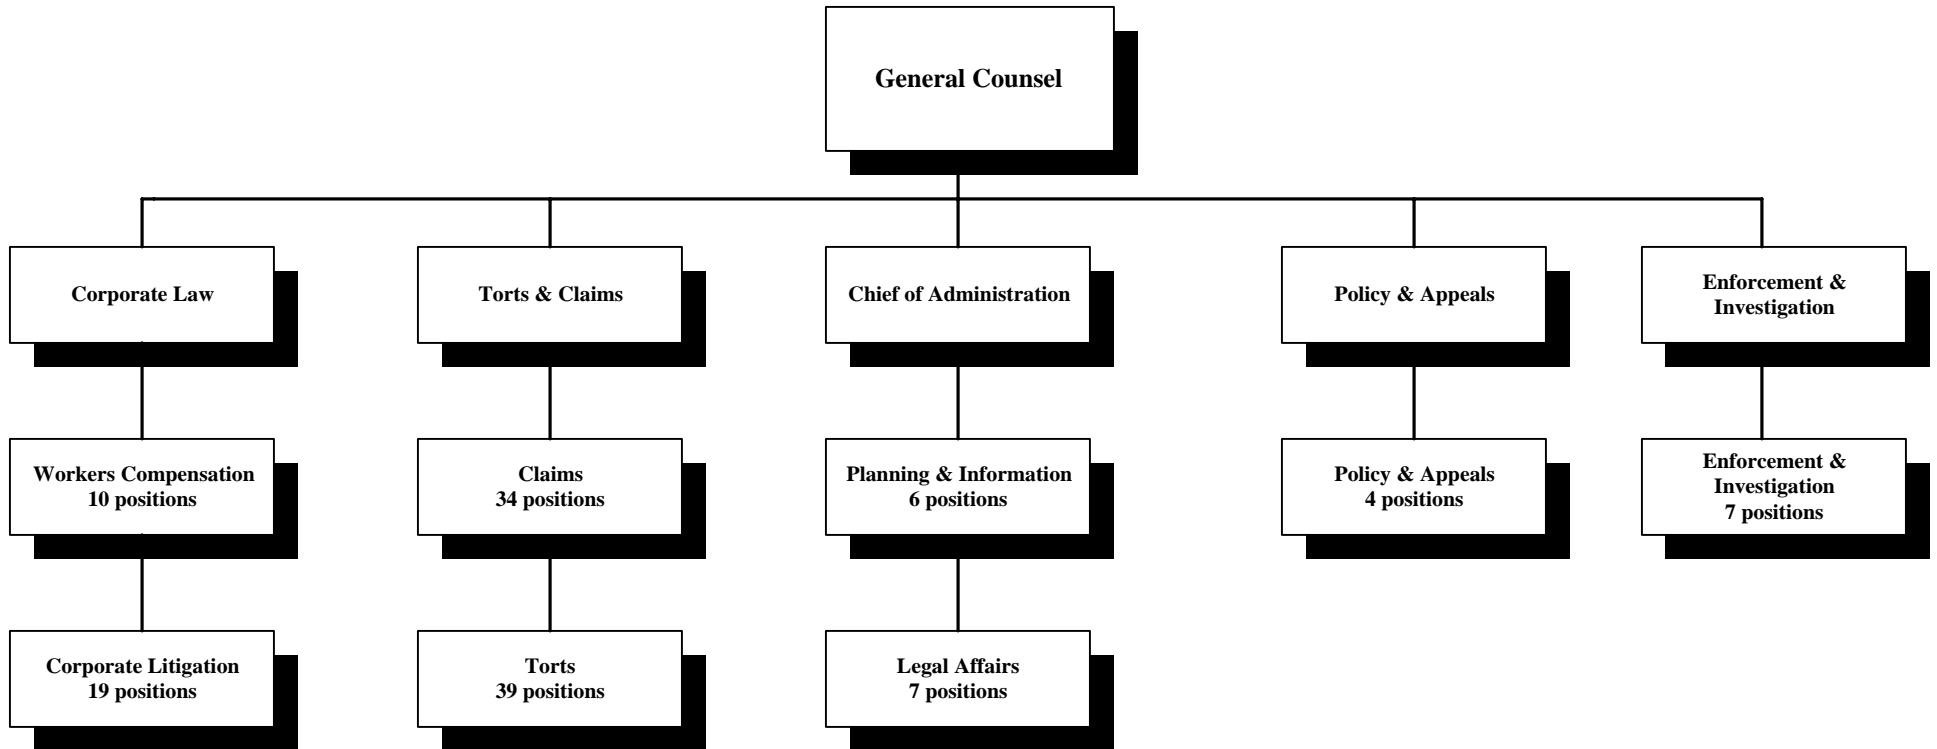 General Counsel
Corporate Law
Torts & Claims
Chief of Administration
Policy & Appeals
Enforcement &
Investigation
Workers Compensation
10 positions
Claims
34 positions
Planning & Information
6 positions
Policy & Appeals
4 positions
Enforcement &
Investigation
7 positions
Corporate Litigation
19 positions
Torts
39 positions
Legal Affairs
7 positions